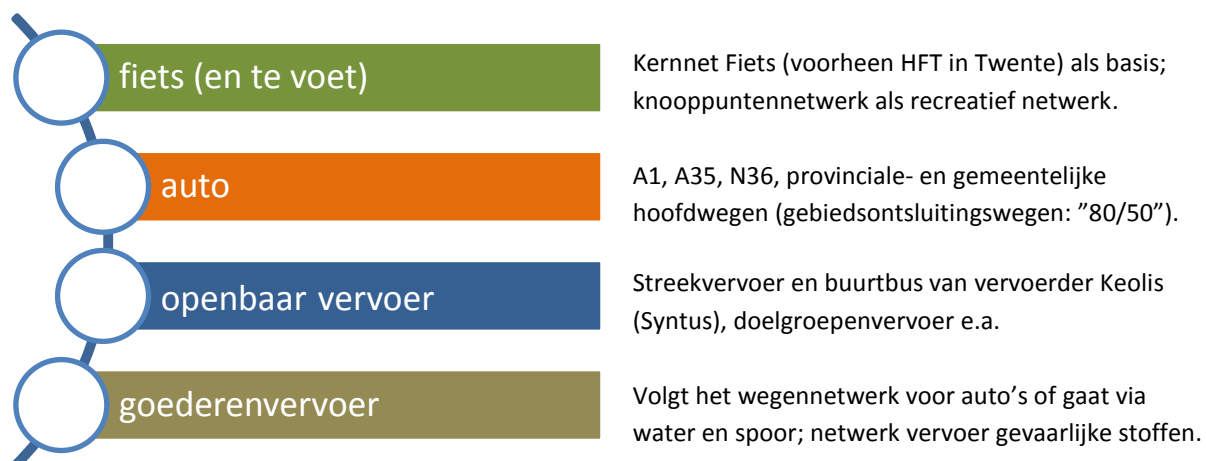 fiets (en te voet)
Kernnet Fiets (voorheen HFT in Twente) als basis;
knooppuntennetwerk als recreatief netwerk.
auto
A1, A35, N36, provinciale- en gemeentelijke
hoofdwegen (gebiedsontsluitingswegen: ”80/50”).
openbaar vervoer
Streekvervoer en buurtbus van vervoerder Keolis
(Syntus), doelgroepenvervoer e.a.
goederenvervoer
Volgt het wegennetwerk voor auto’s of gaat via
water en spoor; netwerk vervoer gevaarlijke stoffen.